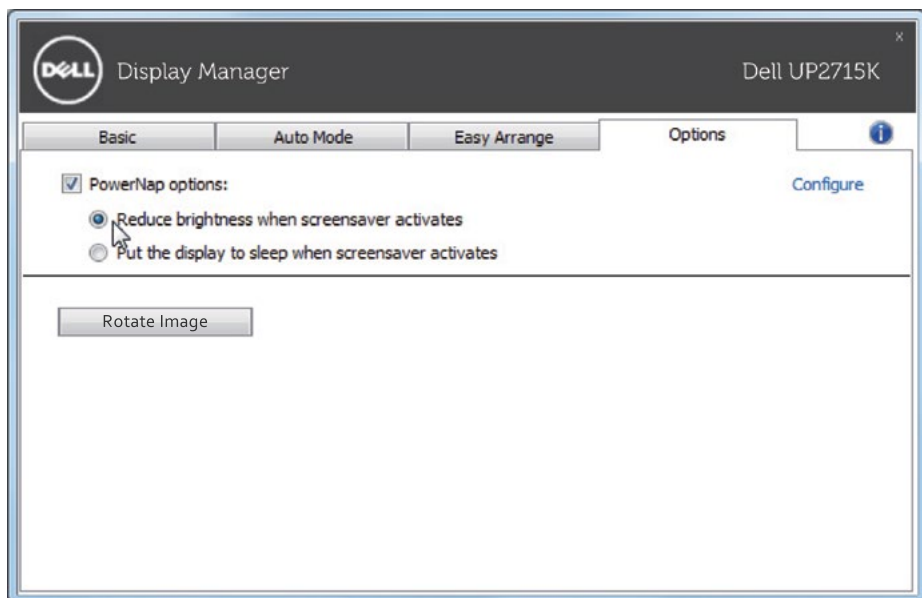 DELL Display Manager Dell UP2715K x
Basic Auto Mode Easy Arrange Options i
PowerNap options: Configure
Reduce brightness when screensaver activates
Put the display to sleep when screensaver activates
Rotate Image